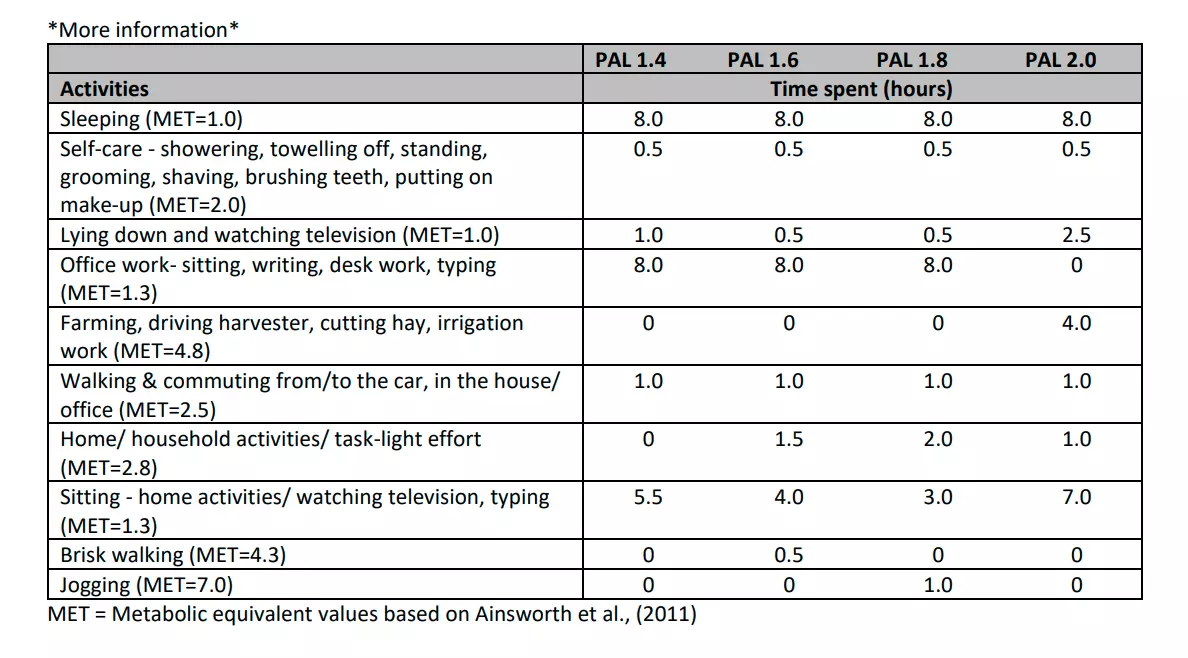 *More information*
PAL 1.4 PAL 1.6 PAL 1.8 PAL 2.0
Activities Time spent (hours)
Sleeping (MET=1.0) 8.0 8.0 8.0 8.0
Self-care - showering, towelling off, standing, 0.5 0.5 0.5 0.5
grooming, shaving, brushing teeth, putting on
make-up (MET=2.0)
Lying down and watching television (MET=1.0) 1.0 0.5 0.5 2.5
Office work- sitting, writing, desk work, typing 8.0 8.0 8.0 0
(MET=1.3)
Farming, driving harvester, cutting hay, irrigation 0 0 0 4.0
work (MET=4.8)
Walking & commuting from/to the car, in the house/ 1.0 1.0 1.0 1.0
office (MET=2.5)
Home/ household activities/ task-light effort 0 1.5 2.0 1.0
(MET=2.8)
Sitting - home activities/ watching television, typing 5.5 4.0 3.0 7.0
(MET=1.3)
Brisk walking (MET=4.3) 0 0.5 0 0
Jogging (MET=7.0) 0 0 1.0 0
MET = Metabolic equivalent values based on Ainsworth et al., (2011)